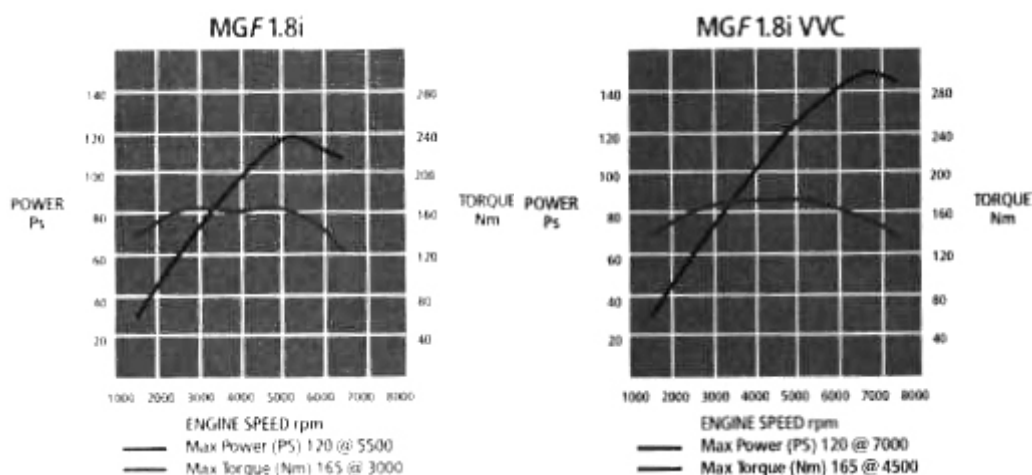 MGF 1.8i
140
120
100
80
60
40
20
POWER
Ps
280
240
200
160
120
80
40
TORQUE
Nm
1000 2000 3000 4000 5000 6000 7000 8000
ENGINE SPEED rpm
Max Power (PS) 120 @ 5500
Max Torque (Nm) 165 @ 3000
MGF 1.8i VVC
POWER
Ps
140
120
100
80
60
40
20
280
240
200
160
120
80
40
TORQUE
Nm
1000 2000 3000 4000 5000 6000 7000 8000
ENGINE SPEED rpm
Max Power (PS) 120 @ 7000
Max Torque (Nm) 165 @ 4500